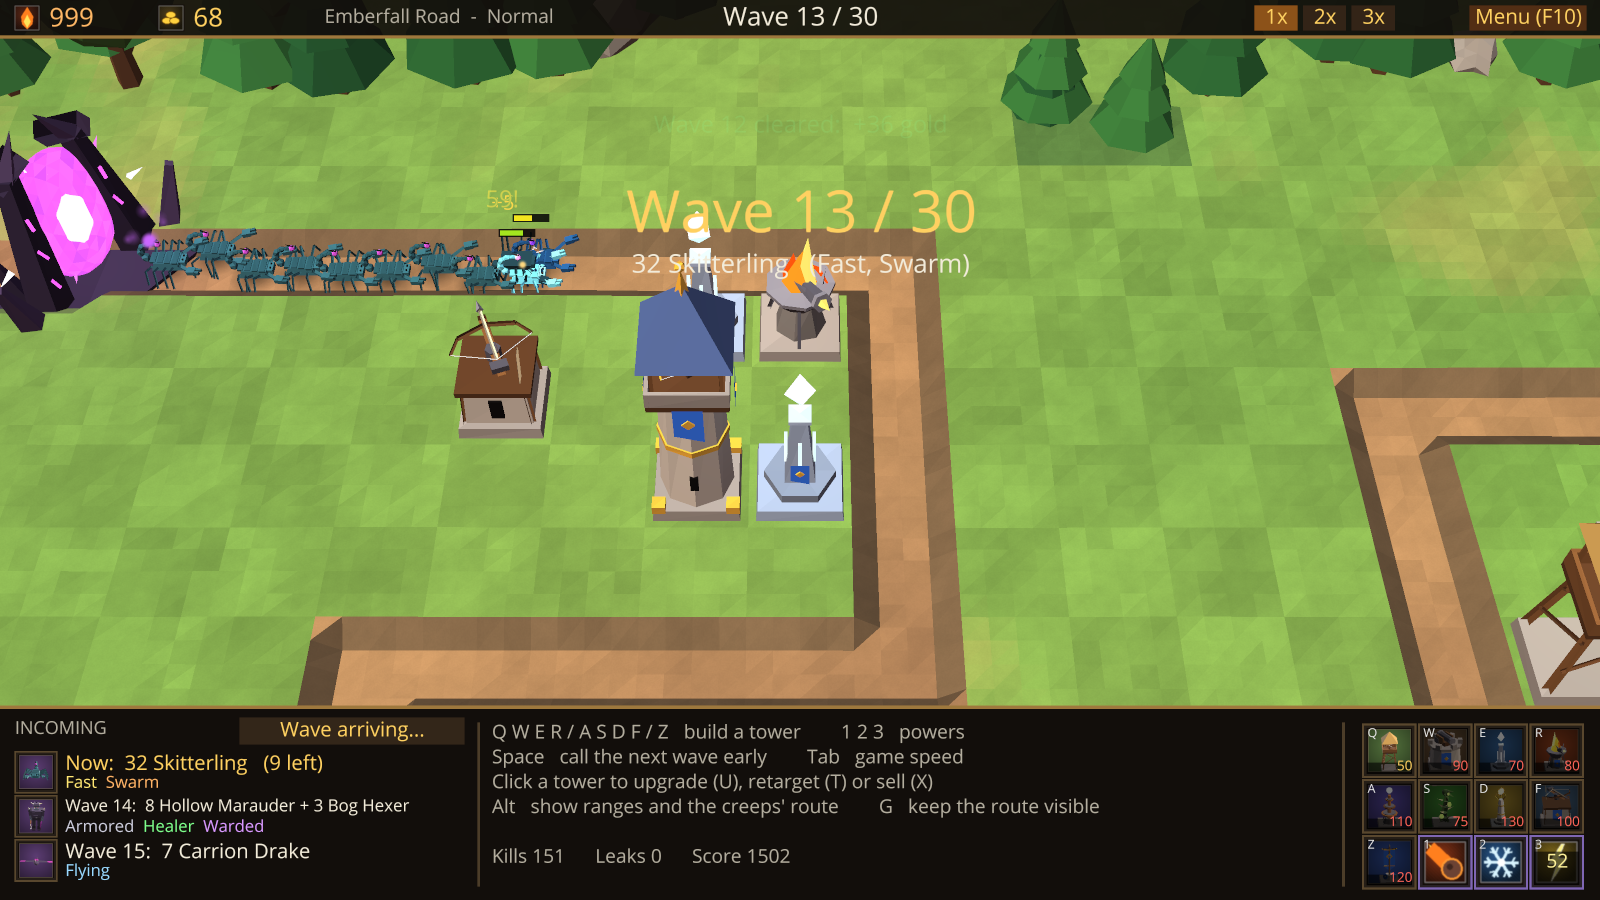 999
68
Emberfall Road - Normal
Wave 13 / 30
1x
2x
3x
Menu (F10)
Wave 13 / 30
32 Skitterling (Fast, Swarm)
INCOMING
Wave arriving...
Now: 32 Skitterling (9 left)
Fast Swarm
Wave 14: 8 Hollow Marauder + 3 Bog Hexer
Armored Healer Warded
Wave 15: 7 Carrion Drake
Flying
Q W E R / A S D F / Z build a tower 1 2 3 powers
Space call the next wave early Tab game speed
Click a tower to upgrade (U), retarget (T) or sell (X)
Alt show ranges and the creeps' route G keep the route visible
Kills 151 Leaks 0 Score 1502
Q 50
W 90
E 70
R 80
A 110
S 75
D 130
F 100
Z 120
1
2
3 52